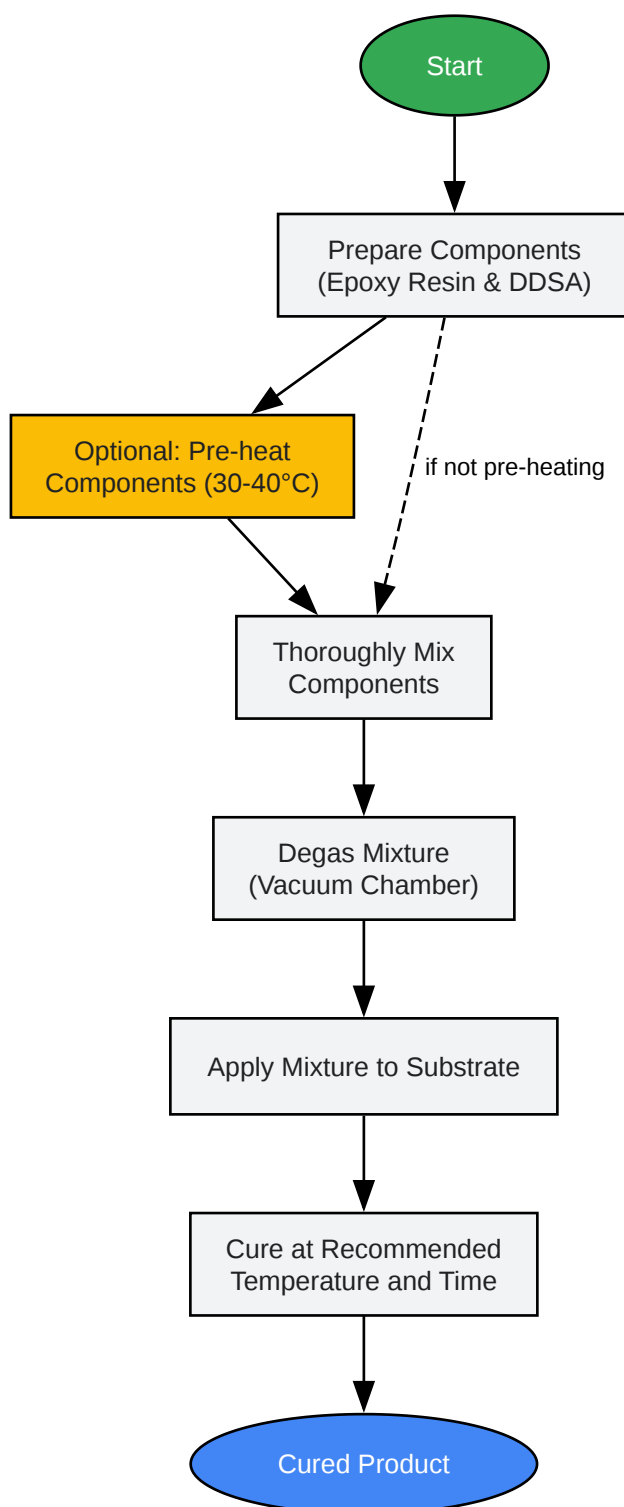 Start
Prepare Components
(Epoxy Resin & DDSA)
Optional: Pre-heat
Components (30-40°C)
if not pre-heating
Thoroughly Mix
Components
Degas Mixture
(Vacuum Chamber)
Apply Mixture to Substrate
Cure at Recommended
Temperature and Time
Cured Product